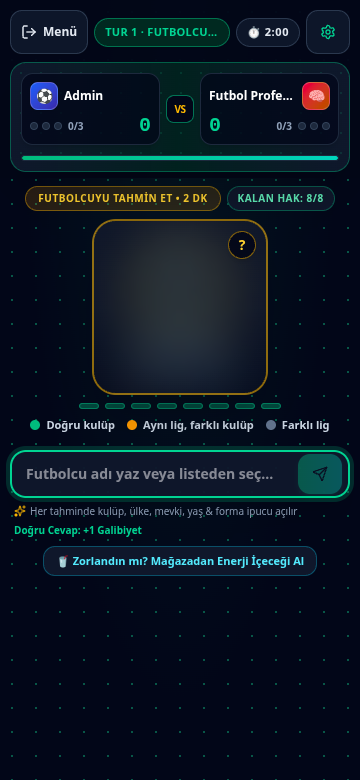 Menü
TUR 1 · FUTBOLCU...
⏱️ 2:00
Admin
0/3
0
VS
Futbol Profe...
0
0/3
FUTBOLCUYU TAHMİN ET • 2 DK
KALAN HAK: 8/8
?
Doğru kulüp
Aynı lig, farklı kulüp
Farklı lig
Futbolcu adı yaz veya listeden seç...
✨ Her tahminde kulüp, ülke, mevki, yaş & forma ipucu açılır
Doğru Cevap: +1 Galibiyet
🥤 Zorlandın mı? Mağazadan Enerji İçeceği Al